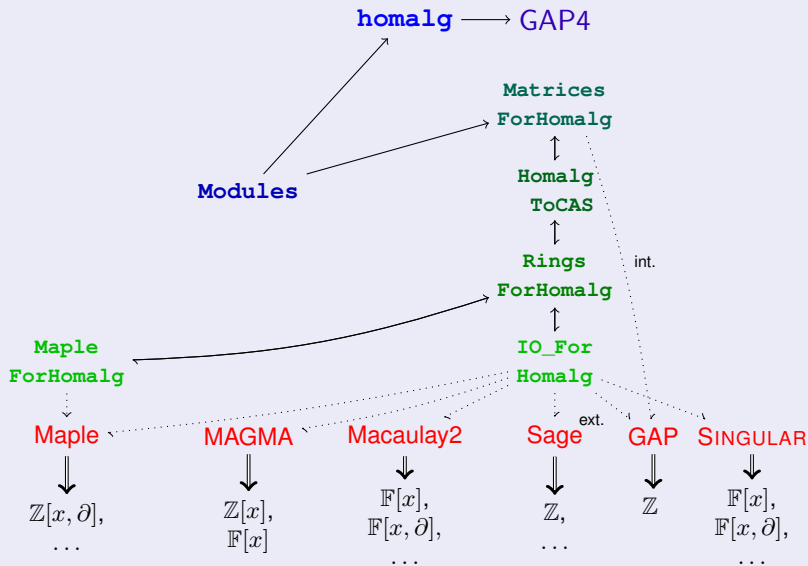 homalg GAP4
Matrices
ForHomalg
Modules
Homalg
ToCAS
Rings
ForHomalg
int.
Maple
ForHomalg
IO_For
Homalg
ext.
Maple MAGMA Macaulay2 Sage GAP SINGULAR
ℤ[x, ∂],
...
ℤ[x],
𝔽[x]
𝔽[x],
𝔽[x, ∂],
...
ℤ,
...
ℤ
𝔽[x],
𝔽[x, ∂],
...